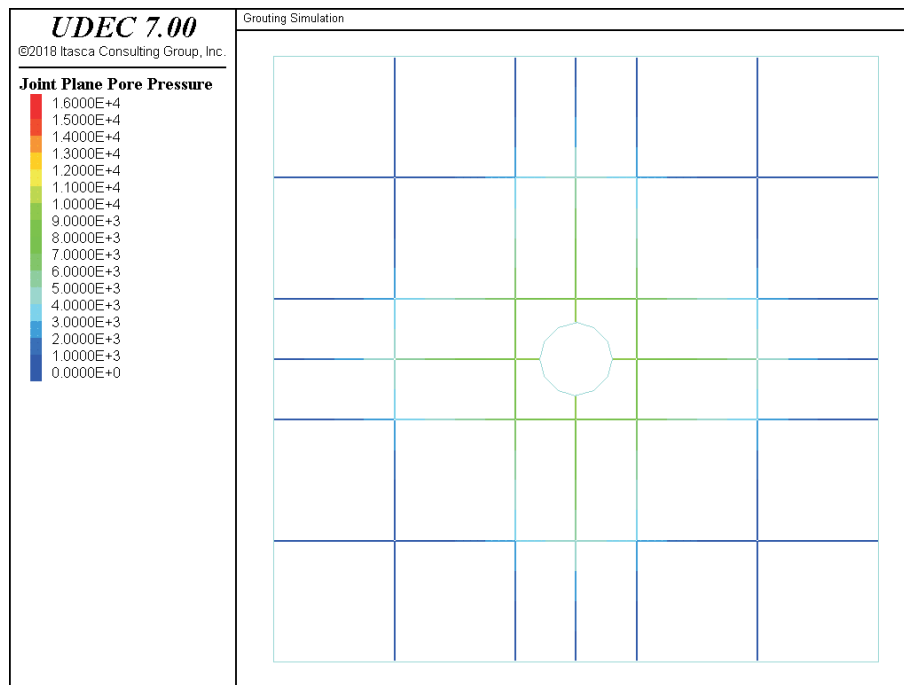 UDEC 7.00
©2018 Itasca Consulting Group, Inc.
Joint Plane Pore Pressure
1.6000E+4
1.5000E+4
1.4000E+4
1.3000E+4
1.2000E+4
1.1000E+4
1.0000E+4
9.0000E+3
8.0000E+3
7.0000E+3
6.0000E+3
5.0000E+3
4.0000E+3
3.0000E+3
2.0000E+3
1.0000E+3
0.0000E+0
Grouting Simulation